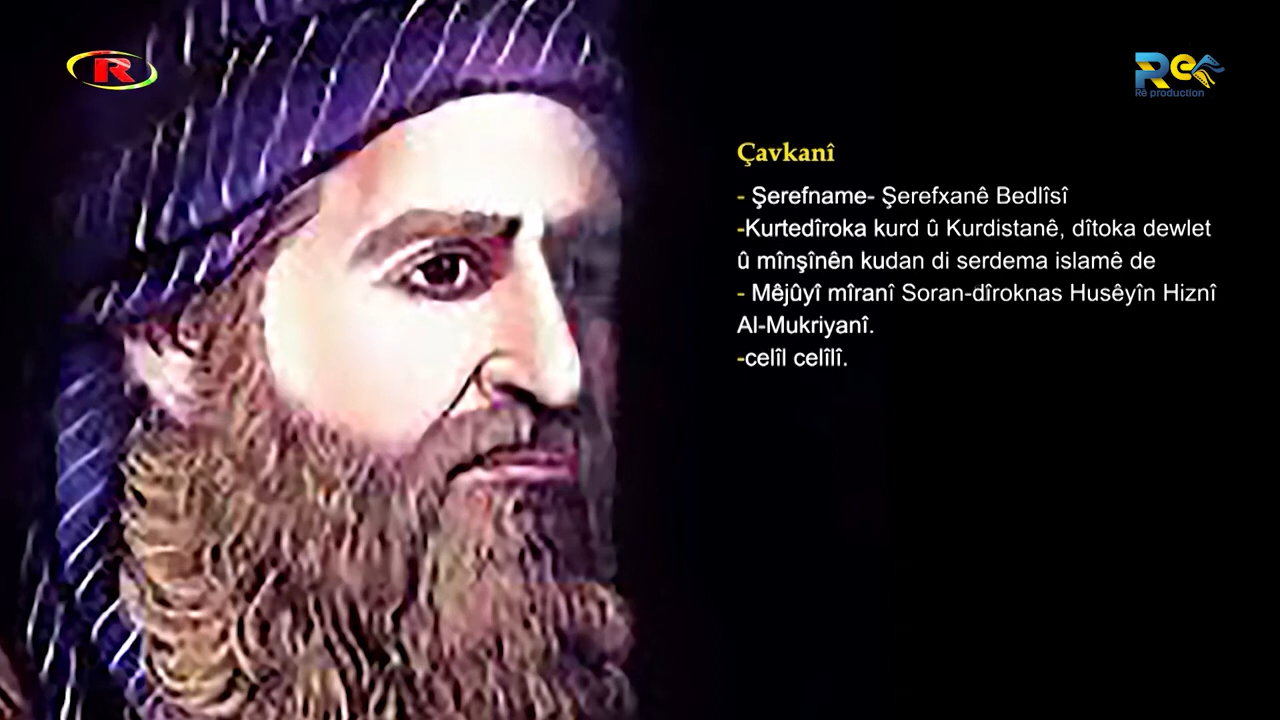 R
Re
Rê production
Çavkanî
- Şerefname- Şerefxanê Bedlîsî
-Kurtedîroka kurd û Kurdistanê, dîtoka dewlet
û mînşînên kudan di serdema islamê de
- Mêjûyî mîranî Soran-dîroknas Husêyîn Hiznî
Al-Mukriyanî.
-celîl celîlî.